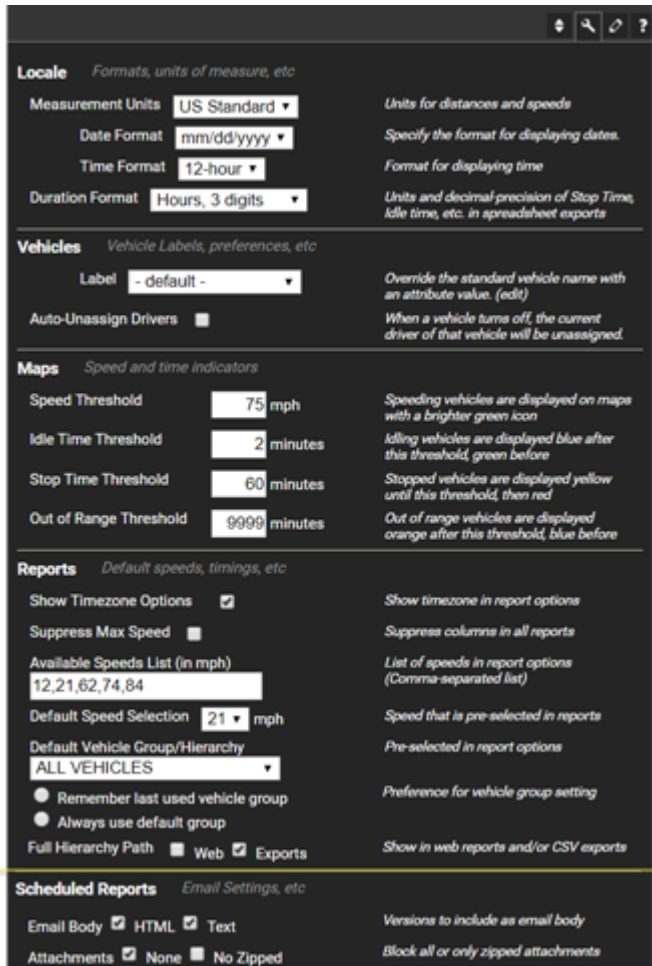 ?
Locale Formats, units of measure, etc
Measurement Units US Standard Units for distances and speeds
Date Format mm/dd/yyyy Specify the format for displaying dates.
Time Format 12-hour Format for displaying time
Duration Format Hours, 3 digits Units and decimal-precision of Stop Time,
Idle time, etc. in spreadsheet exports
Vehicles Vehicle Labels, preferences, etc
Label - default - Override the standard vehicle name with
an attribute value. (edit)
Auto-Unassign Drivers When a vehicle turns off, the current
driver of that vehicle will be unassigned.
Maps Speed and time indicators
Speed Threshold 75 mph Speeding vehicles are displayed on maps
with a brighter green icon
Idle Time Threshold 2 minutes Idling vehicles are displayed blue after
this threshold, green before
Stop Time Threshold 60 minutes Stopped vehicles are displayed yellow
until this threshold, then red
Out of Range Threshold 9999 minutes Out of range vehicles are displayed
orange after this threshold, blue before
Reports Default speeds, timings, etc
Show Timezone Options Show timezone in report options
Suppress Max Speed Suppress columns in all reports
Available Speeds List (in mph) List of speeds in report options
12,21,62,74,84 (Comma-separated list)
Default Speed Selection 21 mph Speed that is pre-selected in reports
Default Vehicle Group/Hierarchy Pre-selected in report options
ALL VEHICLES
Remember last used vehicle group Preference for vehicle group setting
Always use default group
Full Hierarchy Path Web Exports Show in web reports and/or CSV exports
Scheduled Reports Email Settings, etc
Email Body HTML Text Versions to include as email body
Attachments None No Zipped Block all or only zipped attachments